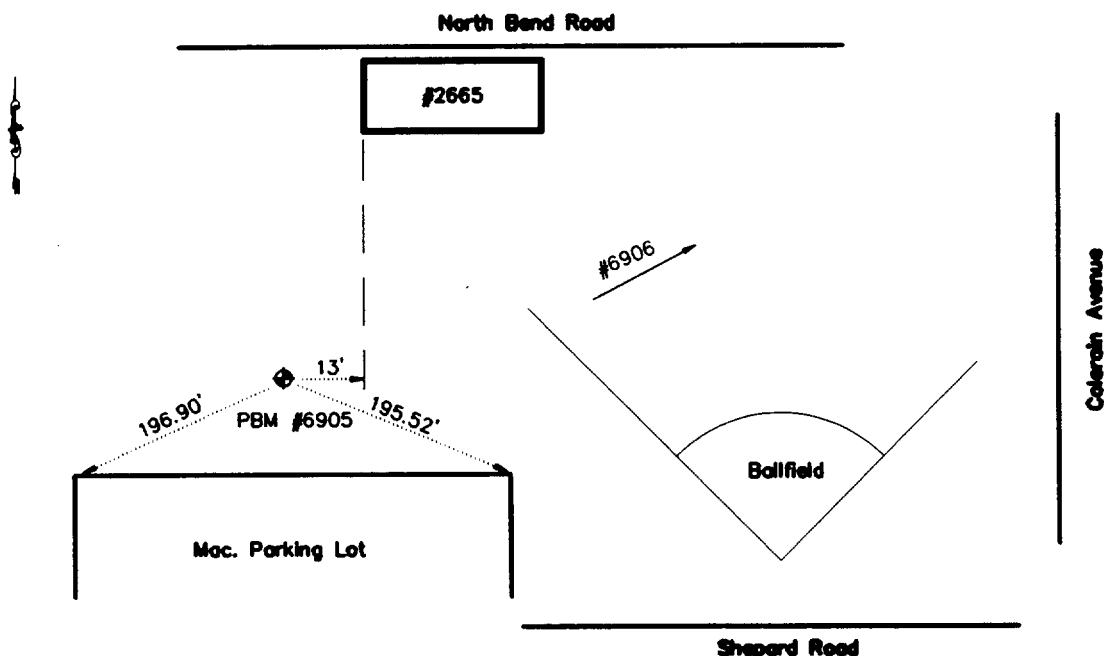 North Bend Road
#2665
#6906
Colerain Avenue
13'
196.90'
195.52'
PBM #6905
Ballfield
Mac. Parking Lot
Shepard Road